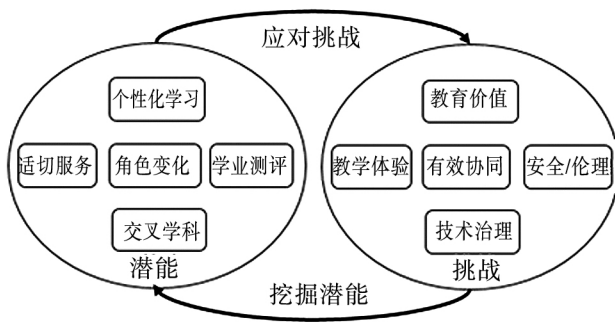 应对挑战
个性化学习
教育价值
适切服务
角色变化
学业测评
教学体验
有效协同
安全/伦理
交叉学科
技术治理
潜能
挑战
挖掘潜能